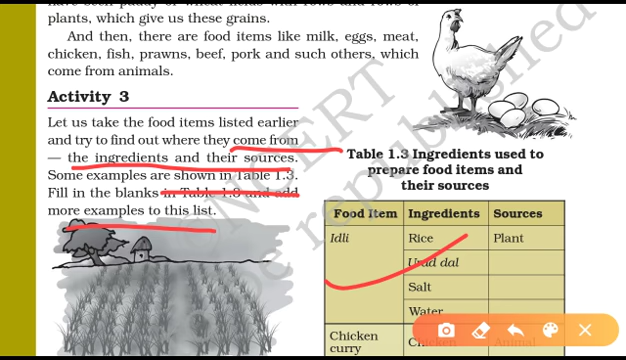 plants, which give us these grains.
And then, there are food items like milk, eggs, meat,
chicken, fish, prawns, beef, pork and such others, which
come from animals.
Activity 3
Let us take the food items listed earlier
and try to find out where they come from
— the ingredients and their sources.
Some examples are shown in Table 1.3.
Fill in the blanks in Table 1.3 and add
more examples to this list.
Table 1.3 Ingredients used to
prepare food items and
their sources
Food Item Ingredients Sources
Idli Rice Plant
Urad dal
Salt
Water
Chicken
curry
Chicken Animal